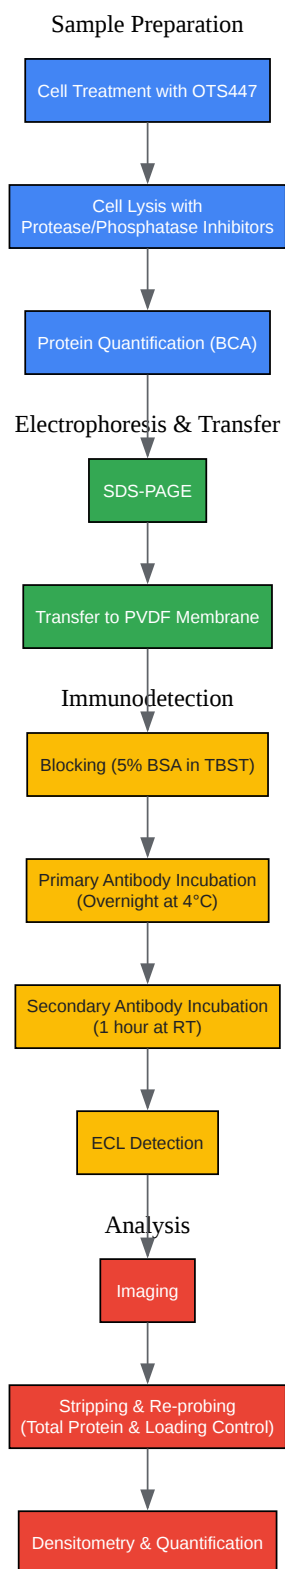 Sample Preparation
Cell Treatment with OTS447
Cell Lysis with
Protease/Phosphatase Inhibitors
Protein Quantification (BCA)
Electrophoresis & Transfer
SDS-PAGE
Transfer to PVDF Membrane
Immunodetection
Blocking (5% BSA in TBST)
Primary Antibody Incubation
(Overnight at 4°C)
Secondary Antibody Incubation
(1 hour at RT)
ECL Detection
Analysis
Imaging
Stripping & Re-probing
(Total Protein & Loading Control)
Densitometry & Quantification